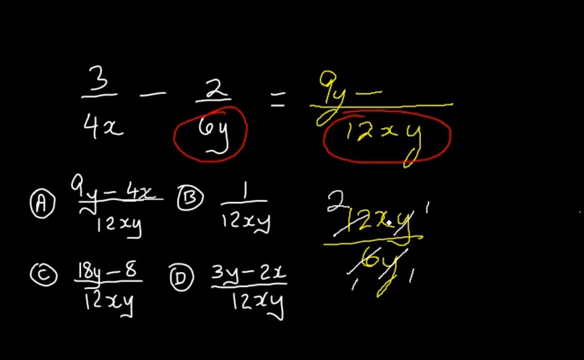 3/4x − 2/6y = 9y − /12xy
(A) 9y − 4x/12xy (B) 1/12xy
(C) 18y − 8/12xy (D) 3y − 2x/12xy
2 12xy 1
1 6y 1